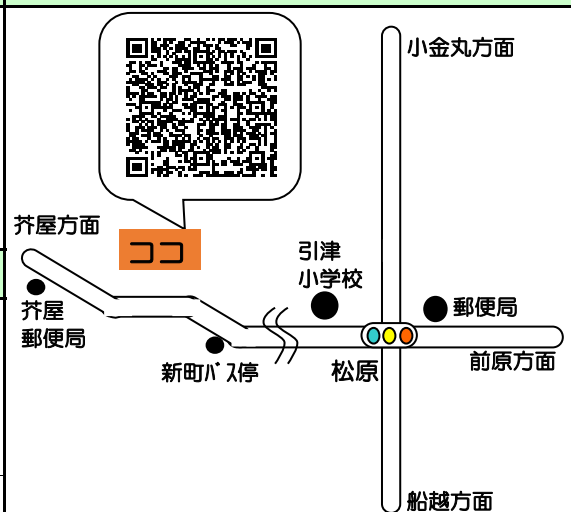 小金丸方面
芥屋方面
ココ
引津
小学校
郵便局
芥屋
郵便局
新町バス停
松原
前原方面
船越方面